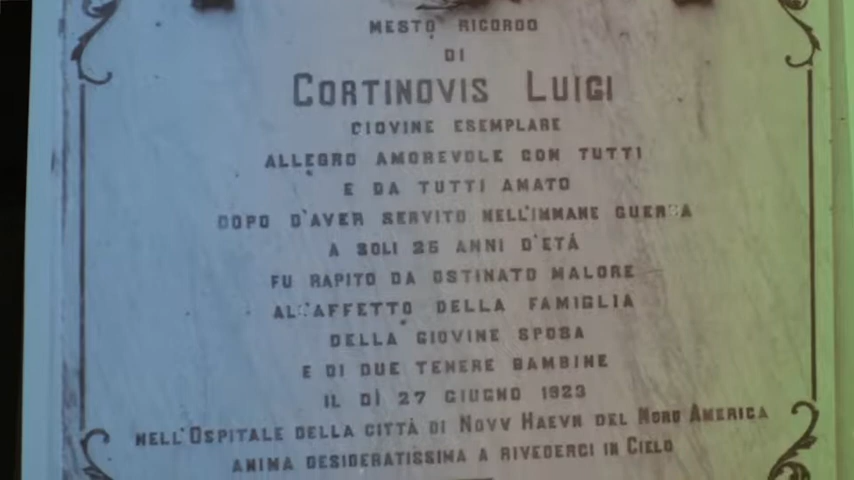 MESTO RICORDO
DI
CORTINOVIS LUIGI
GIOVINE ESEMPLARE
ALLEGRO AMOREVOLE CON TUTTI
E DA TUTTI AMATO
DOPO D'AVER SERVITO NELL'IMMANE GUERRA
A SOLI 25 ANNI D'ETÁ
FU RAPITO DA OSTINATO MALORE
ALL'AFFETTO DELLA FAMIGLIA
DELLA GIOVINE SPOSA
E DI DUE TENERE BAMBINE
IL DÌ 27 GIUGNO 1923
NELL'OSPITALE DELLA CITTÀ DI NOVV HAEVN DEL NORD AMERICA
ANIMA DESIDERATISSIMA A RIVEDERCI IN CIELO